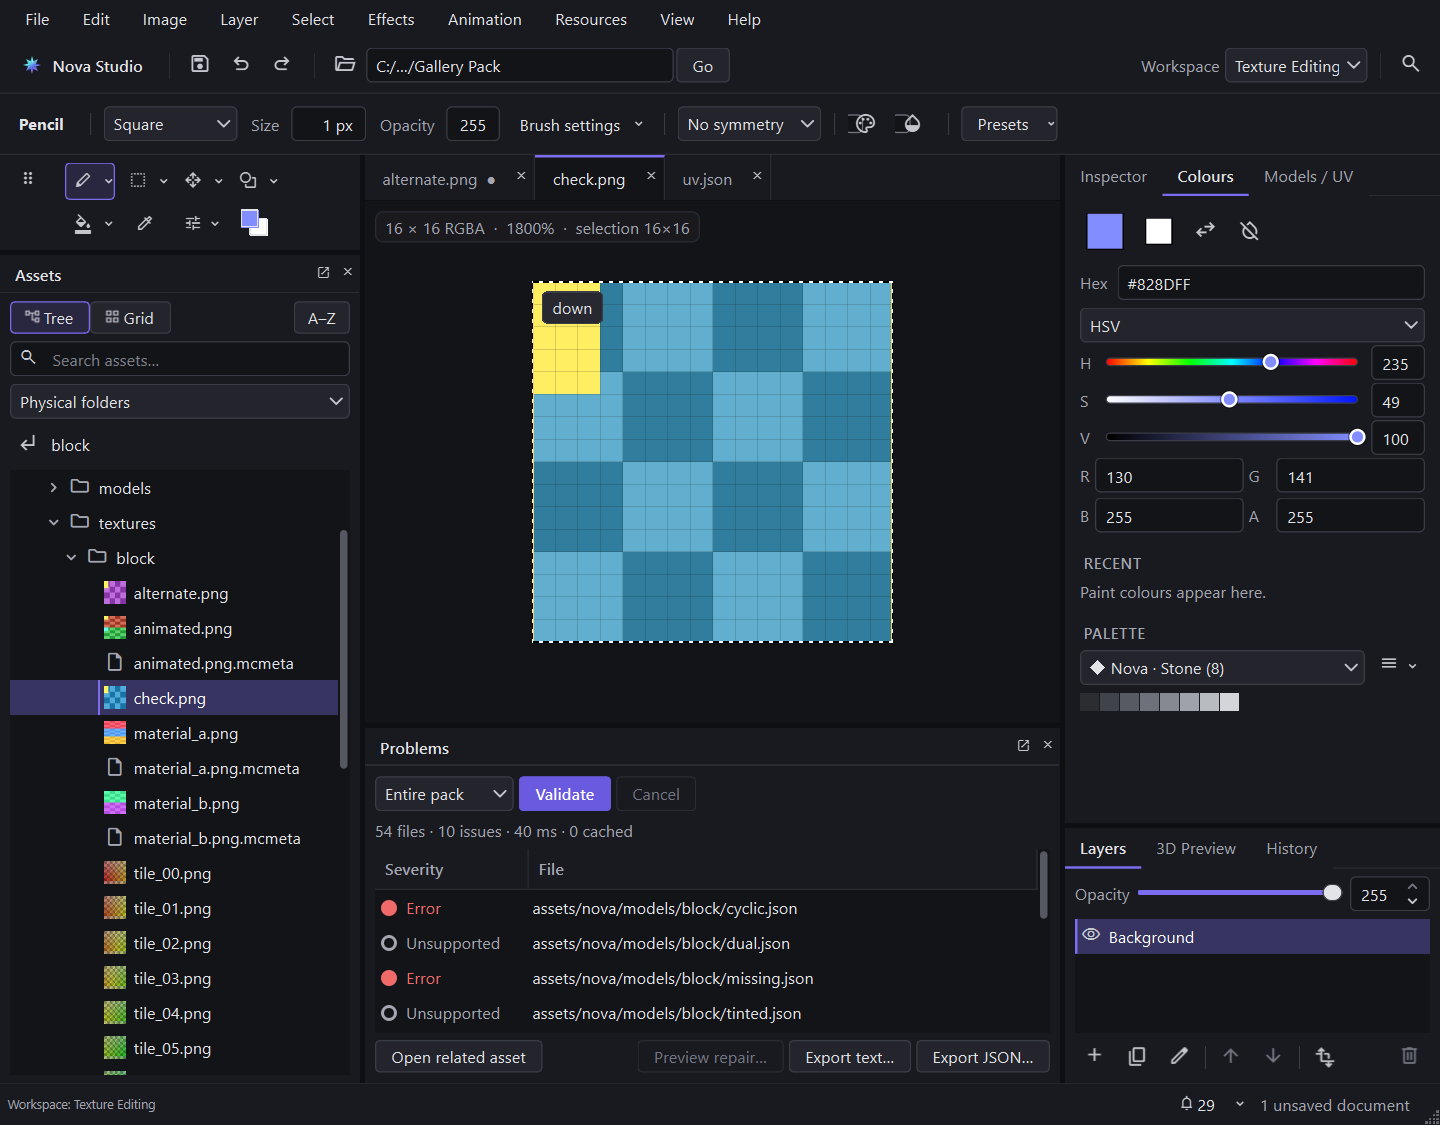 File Edit Image Layer Select Effects Animation Resources View Help
Nova Studio C:/.../Gallery Pack Go Workspace Texture Editing
Pencil Square Size 1 px Opacity 255 Brush settings No symmetry Presets
alternate.png check.png uv.json
16 × 16 RGBA · 1800% · selection 16×16
down
Assets
Tree Grid A–Z
Search assets...
Physical folders
block
models
textures
block
alternate.png
animated.png
animated.png.mcmeta
check.png
material_a.png
material_a.png.mcmeta
material_b.png
material_b.png.mcmeta
tile_00.png
tile_01.png
tile_02.png
tile_03.png
tile_04.png
tile_05.png
Problems
Entire pack Validate Cancel
54 files · 10 issues · 40 ms · 0 cached
Severity File
Error assets/nova/models/block/cyclic.json
Unsupported assets/nova/models/block/dual.json
Error assets/nova/models/block/missing.json
Unsupported assets/nova/models/block/tinted.json
Open related asset Preview repair... Export text... Export JSON...
Inspector Colours Models / UV
Hex #828DFF
HSV
H 235
S 49
V 100
R 130 G 141
B 255 A 255
RECENT
Paint colours appear here.
PALETTE
Nova · Stone (8)
Layers 3D Preview History
Opacity 255
Background
Workspace: Texture Editing 29 1 unsaved document